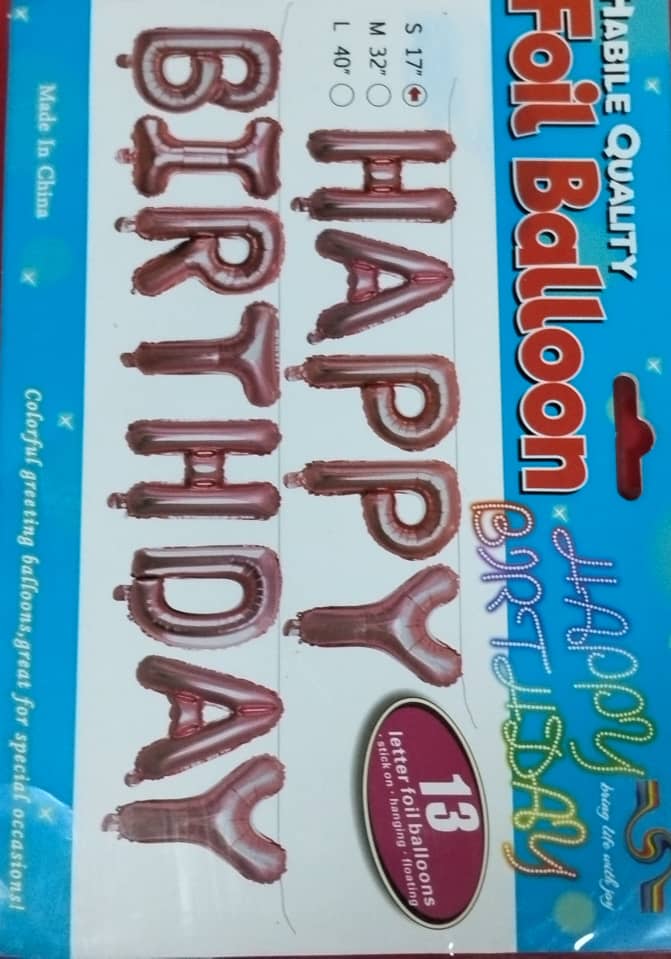 HABILE QUALITY
Foil Balloon
HAPPY
BIRTHDAY
bring life with joy
S 17"
M 32"
L 40"
HAPPY
BIRTHDAY
13
letter foil balloons
· stick on · hanging · floating
Made In China
Colorful greeting balloons,great for special occasions!